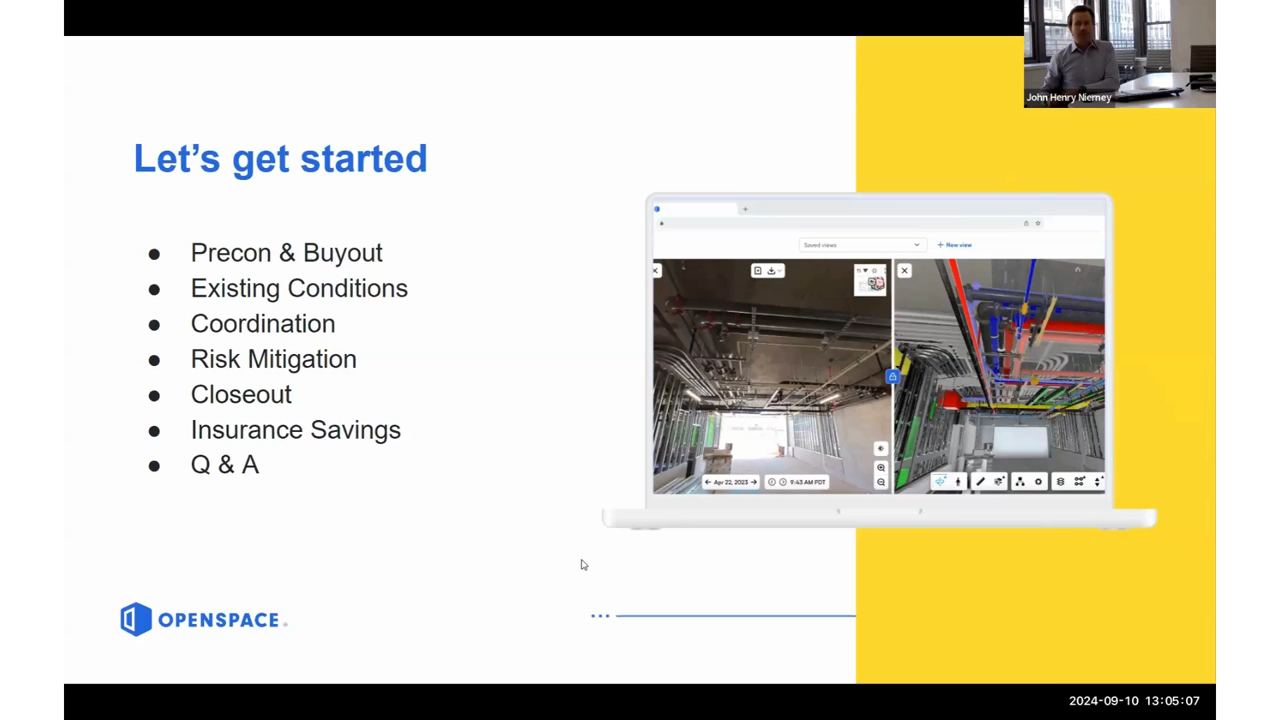 John Henry Nierney
Let's get started
● Precon & Buyout
● Existing Conditions
● Coordination
● Risk Mitigation
● Closeout
● Insurance Savings
● Q & A
Saved views
+ New view
Apr 22, 2023
9:43 AM PDT
OPENSPACE
2024-09-10 13:05:07